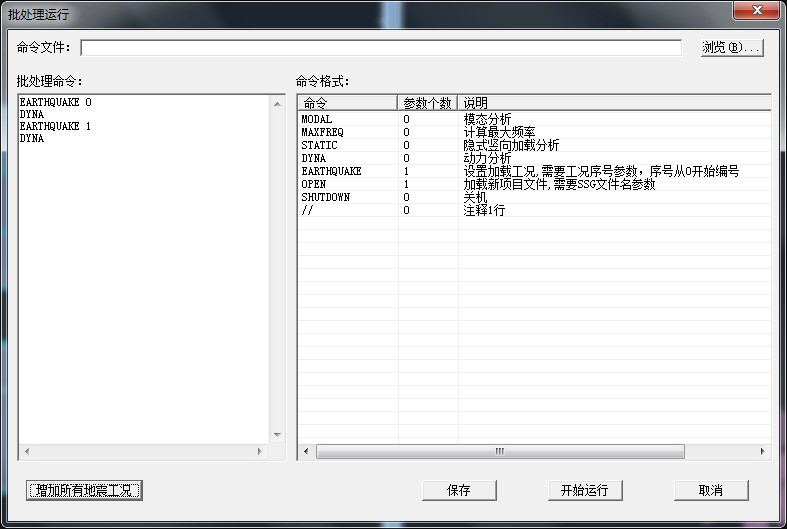 批处理运行
命令文件:
浏览(B)...
批处理命令:
EARTHQUAKE 0
DYNA
EARTHQUAKE 1
DYNA
命令格式:
命令 参数个数 说明
MODAL 0 模态分析
MAXFREQ 0 计算最大频率
STATIC 0 隐式竖向加载分析
DYNA 0 动力分析
EARTHQUAKE 1 设置加载工况,需要工况序号参数，序号从0开始编号
OPEN 1 加载新项目文件,需要SSG文件名参数
SHUTDOWN 0 关机
// 0 注释1行
增加所有地震工况
保存
开始运行
取消